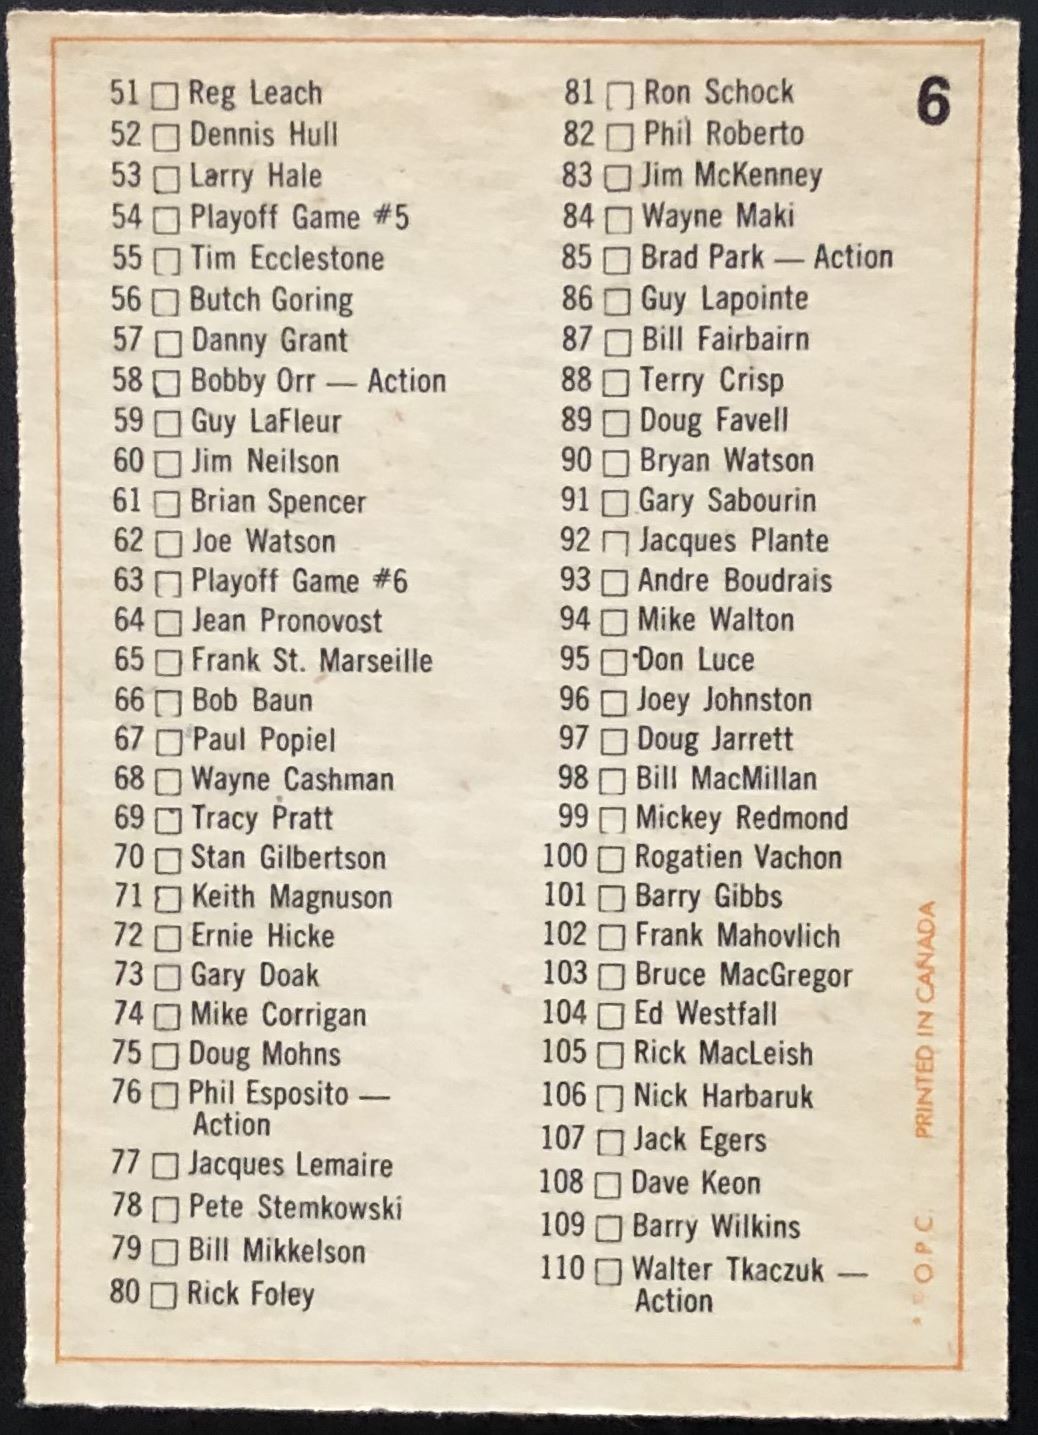 6
51 Reg Leach
52 Dennis Hull
53 Larry Hale
54 Playoff Game #5
55 Tim Ecclestone
56 Butch Goring
57 Danny Grant
58 Bobby Orr — Action
59 Guy LaFleur
60 Jim Neilson
61 Brian Spencer
62 Joe Watson
63 Playoff Game #6
64 Jean Pronovost
65 Frank St. Marseille
66 Bob Baun
67 Paul Popiel
68 Wayne Cashman
69 Tracy Pratt
70 Stan Gilbertson
71 Keith Magnuson
72 Ernie Hicke
73 Gary Doak
74 Mike Corrigan
75 Doug Mohns
76 Phil Esposito —
Action
77 Jacques Lemaire
78 Pete Stemkowski
79 Bill Mikkelson
80 Rick Foley
81 Ron Schock
82 Phil Roberto
83 Jim McKenney
84 Wayne Maki
85 Brad Park — Action
86 Guy Lapointe
87 Bill Fairbairn
88 Terry Crisp
89 Doug Favell
90 Bryan Watson
91 Gary Sabourin
92 Jacques Plante
93 Andre Boudrais
94 Mike Walton
95 Don Luce
96 Joey Johnston
97 Doug Jarrett
98 Bill MacMillan
99 Mickey Redmond
100 Rogatien Vachon
101 Barry Gibbs
102 Frank Mahovlich
103 Bruce MacGregor
104 Ed Westfall
105 Rick MacLeish
106 Nick Harbaruk
107 Jack Egers
108 Dave Keon
109 Barry Wilkins
110 Walter Tkaczuk —
Action
O.P.C. PRINTED IN CANADA